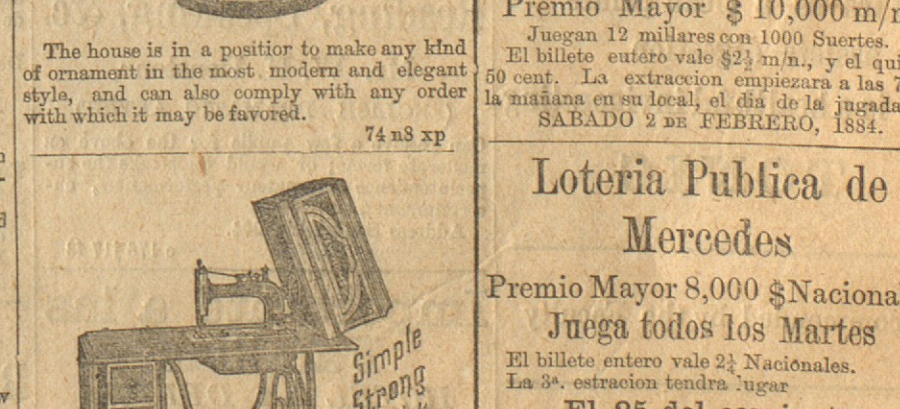 The house is in a positior to make any kind
of ornament in the most modern and elegant
style, and can also comply with any order
with which it may be favored.
74 n8 xp
Simple
Strong
Premio Mayor $ 10,000 m/n
Juegan 12 millares con 1000 Suertes.
El billete eutero vale $2½ m/n., y el qui
50 cent. La extraccion empiezara a las 7
la mañana en su local, el dia de la jugada
SABADO 2 DE FEBRERO, 1884.
Loteria Publica de
Mercedes
Premio Mayor 8,000 $Naciona
Juega todos los Martes
El billete entero vale 2¼ Nacionales.
La 3ª. estracion tendra lugar
El 25 del